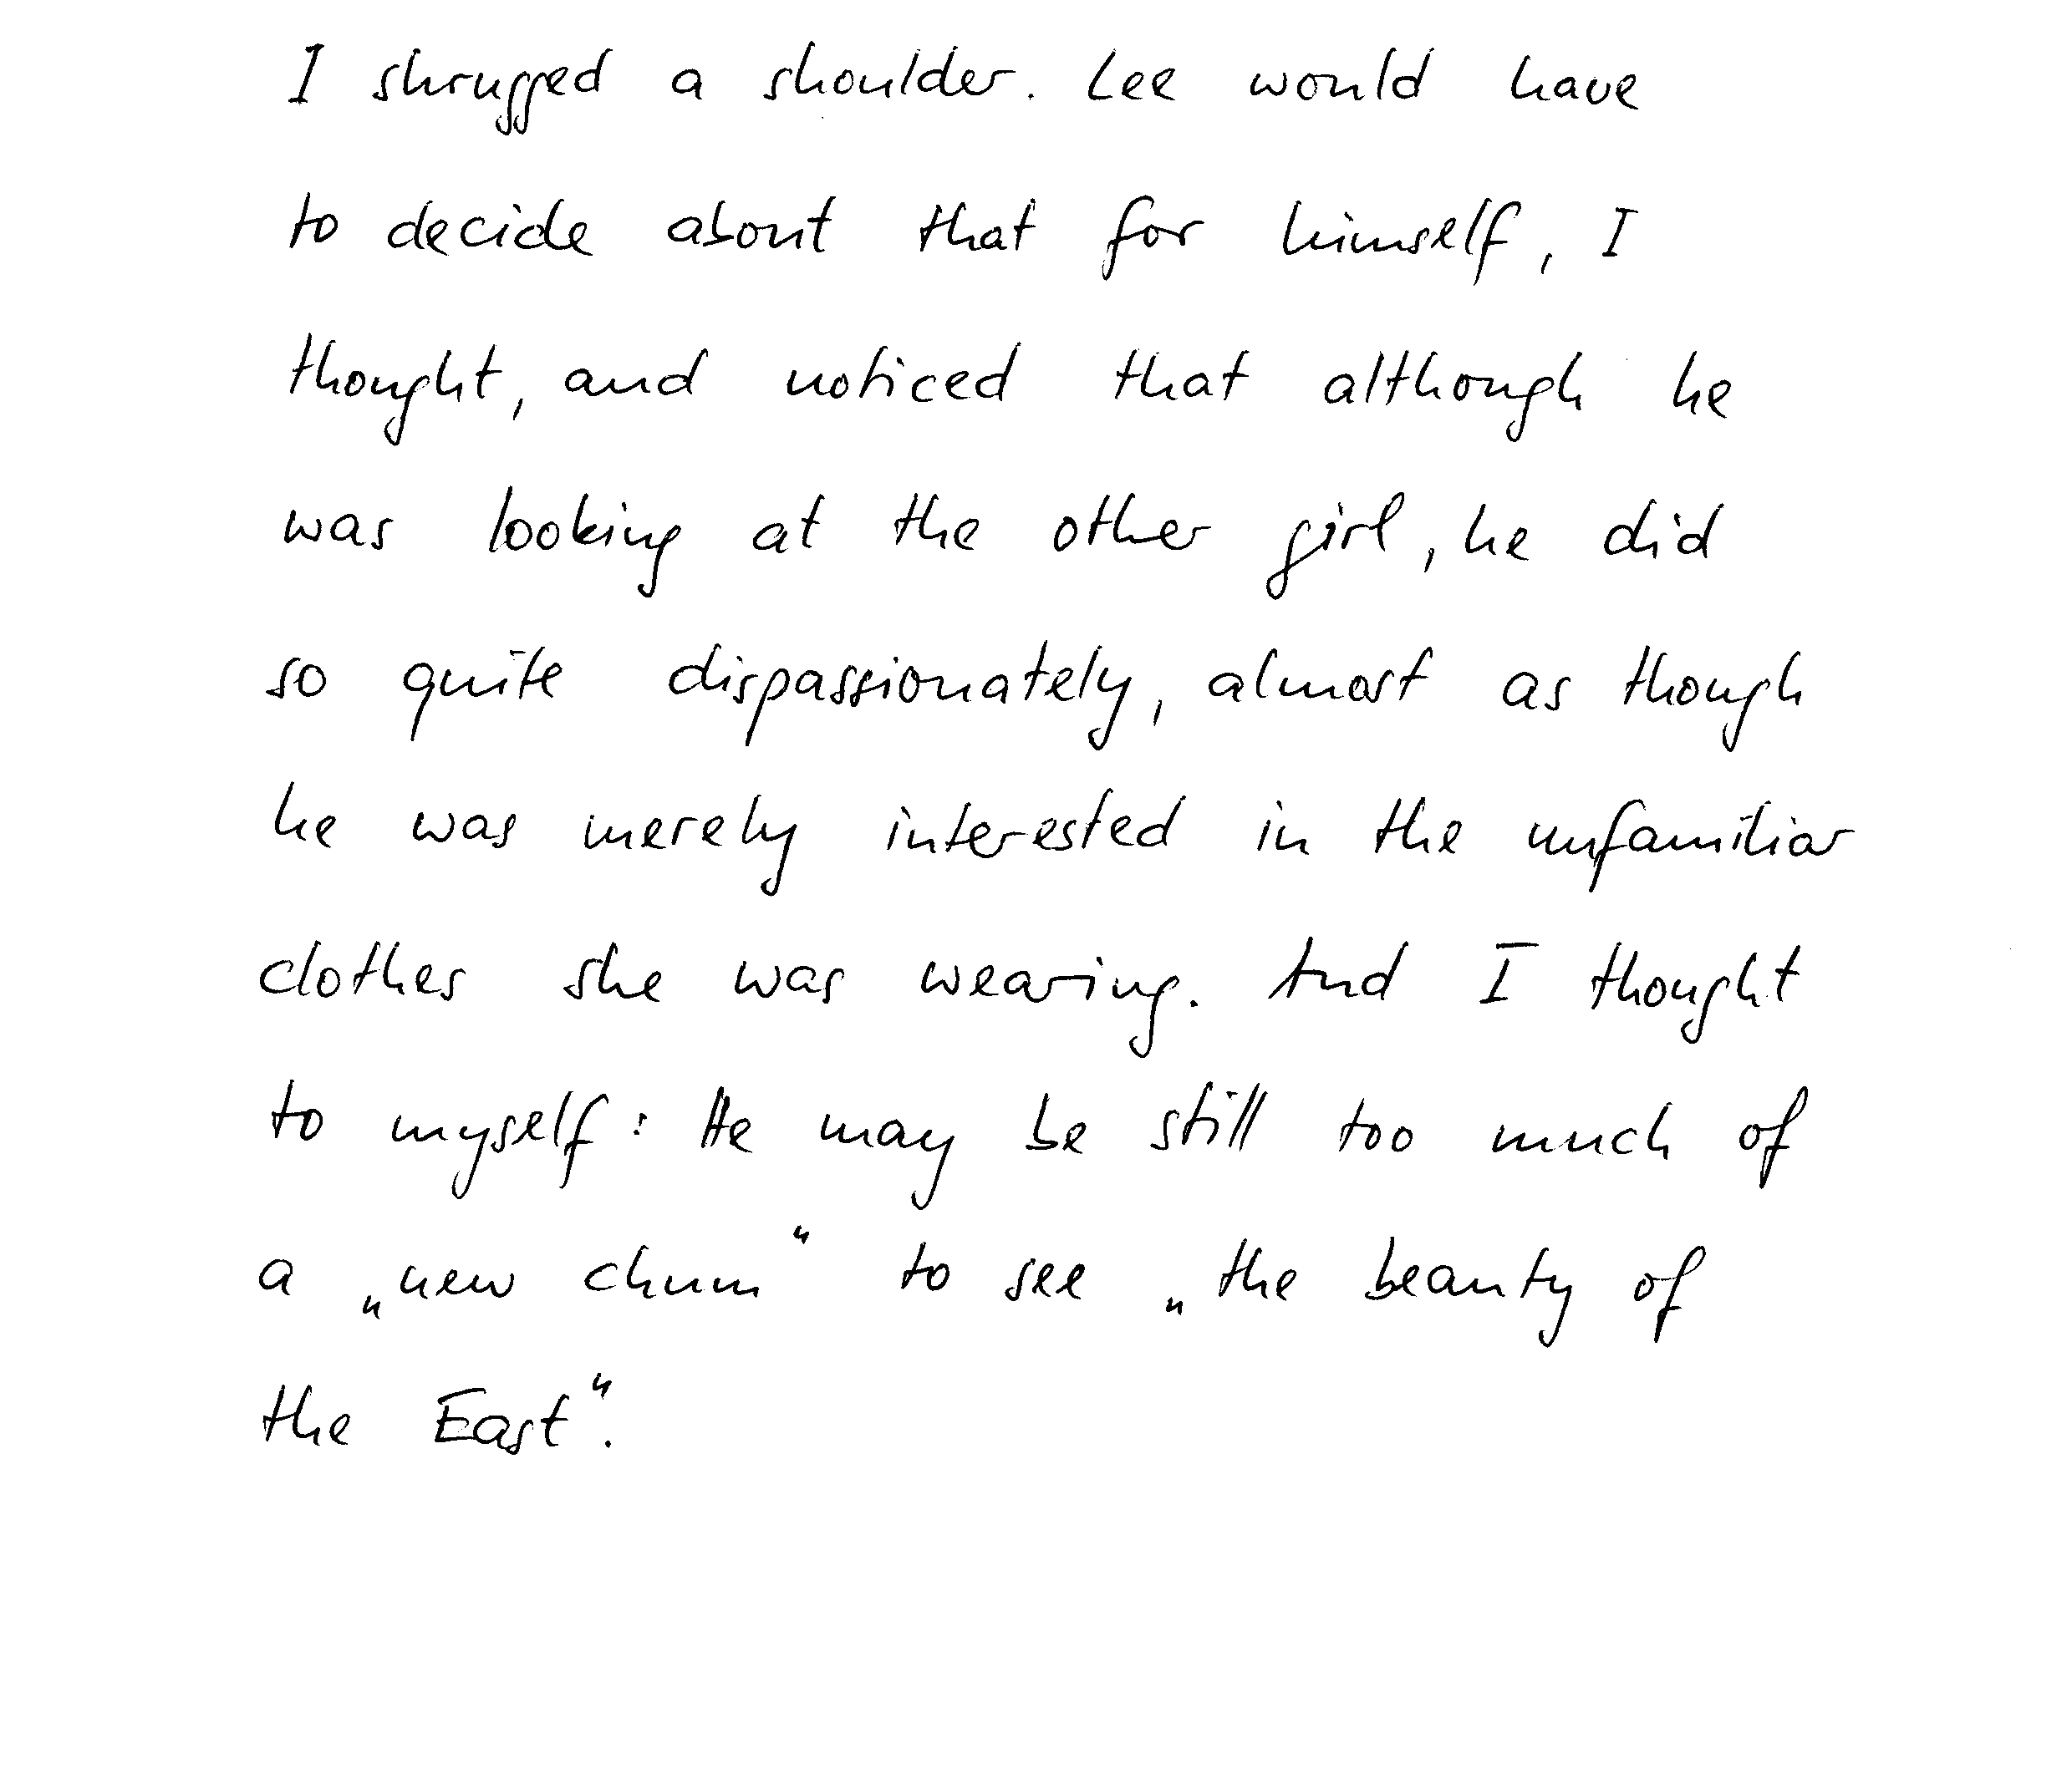 I shrugged a shoulder. Lee would have
to decide about that for himself, I
thought, and noticed that although he
was looking at the other girl, he did
so quite dispassionately, almost as though
he was merely interested in the unfamiliar
clothes she was wearing. And I thought
to myself: He may be still too much of
a „new chum“ to see „the beauty of
the East“.